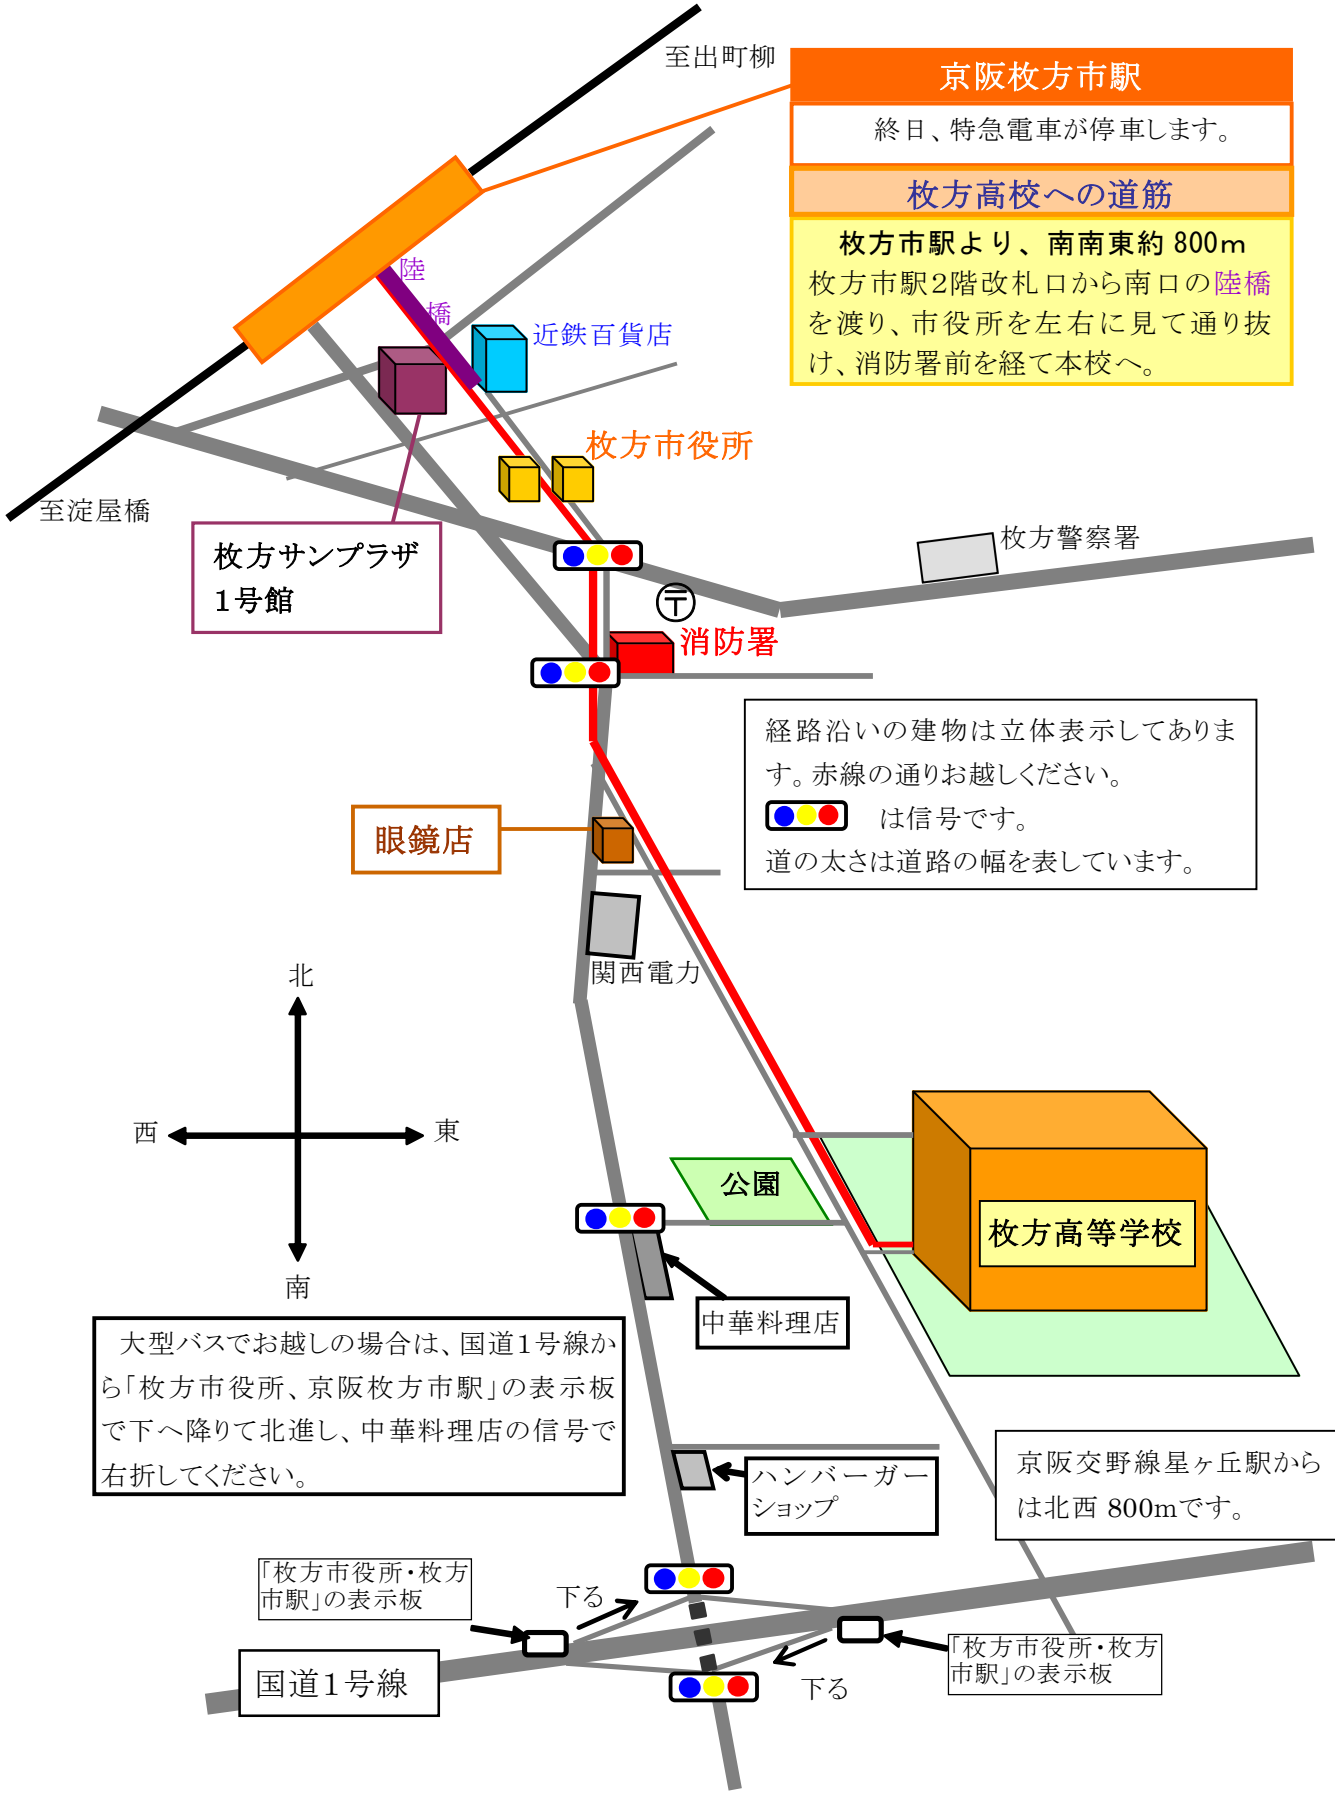 至出町柳
京阪枚方市駅
終日、特急電車が停車します。
枚方高校への道筋
枚方市駅より、南南東約 800m
枚方市駅2階改札口から南口の陸橋
を渡り、市役所を左右に見て通り抜
け、消防署前を経て本校へ。
陸
橋
近鉄百貨店
枚方市役所
至淀屋橋
枚方サンプラザ
1号館
枚方警察署
〒
消防署
経路沿いの建物は立体表示してありま
す。赤線の通りお越しください。
は信号です。
道の太さは道路の幅を表しています。
眼鏡店
関西電力
北
西
東
南
公園
枚方高等学校
中華料理店
大型バスでお越しの場合は、国道1号線か
ら「枚方市役所、京阪枚方市駅」の表示板
で下へ降りて北進し、中華料理店の信号で
右折してください。
ハンバーガー
ショップ
京阪交野線星ヶ丘駅から
は北西 800mです。
「枚方市役所・枚方
市駅」の表示板
下る
国道1号線
下る
「枚方市役所・枚方
市駅」の表示板